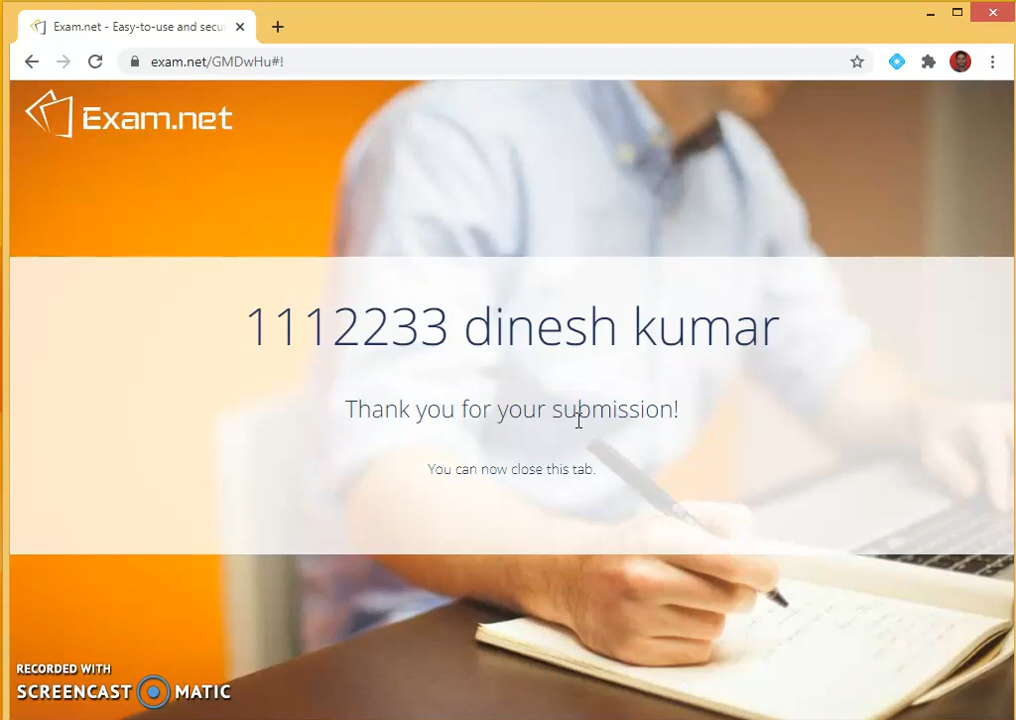 Exam.net - Easy-to-use and secu
exam.net/GMDwHu#!
Exam.net
1112233 dinesh kumar
Thank you for your submission!
You can now close this tab.
RECORDED WITH
SCREENCAST MATIC